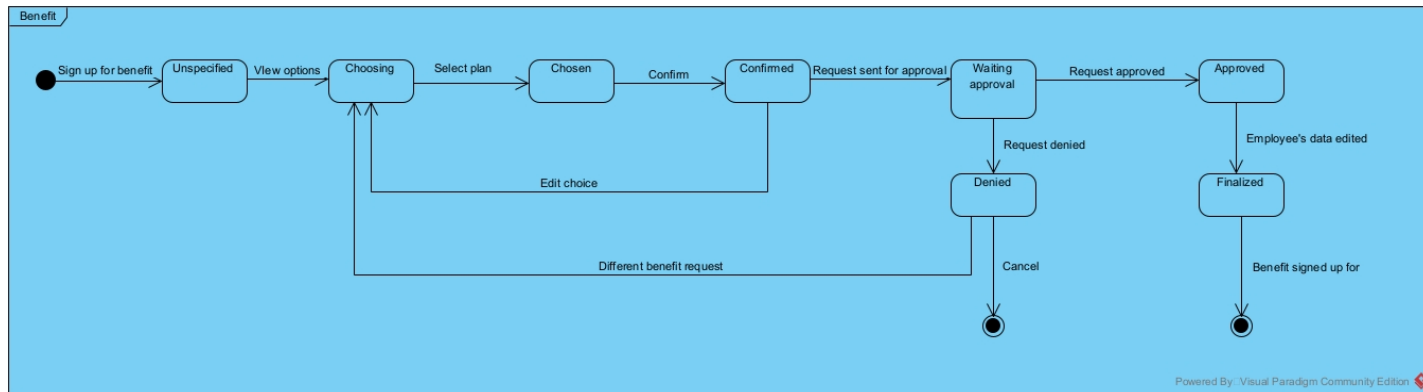 Benefit
Sign up for benefit
Unspecified
VIew options
Choosing
Select plan
Chosen
Confirm
Confirmed
Request sent for approval
Waiting
approval
Request approved
Approved
Request denied
Employee's data edited
Edit choice
Denied
Finalized
Different benefit request
Cancel
Benefit signed up for
Powered By Visual Paradigm Community Edition